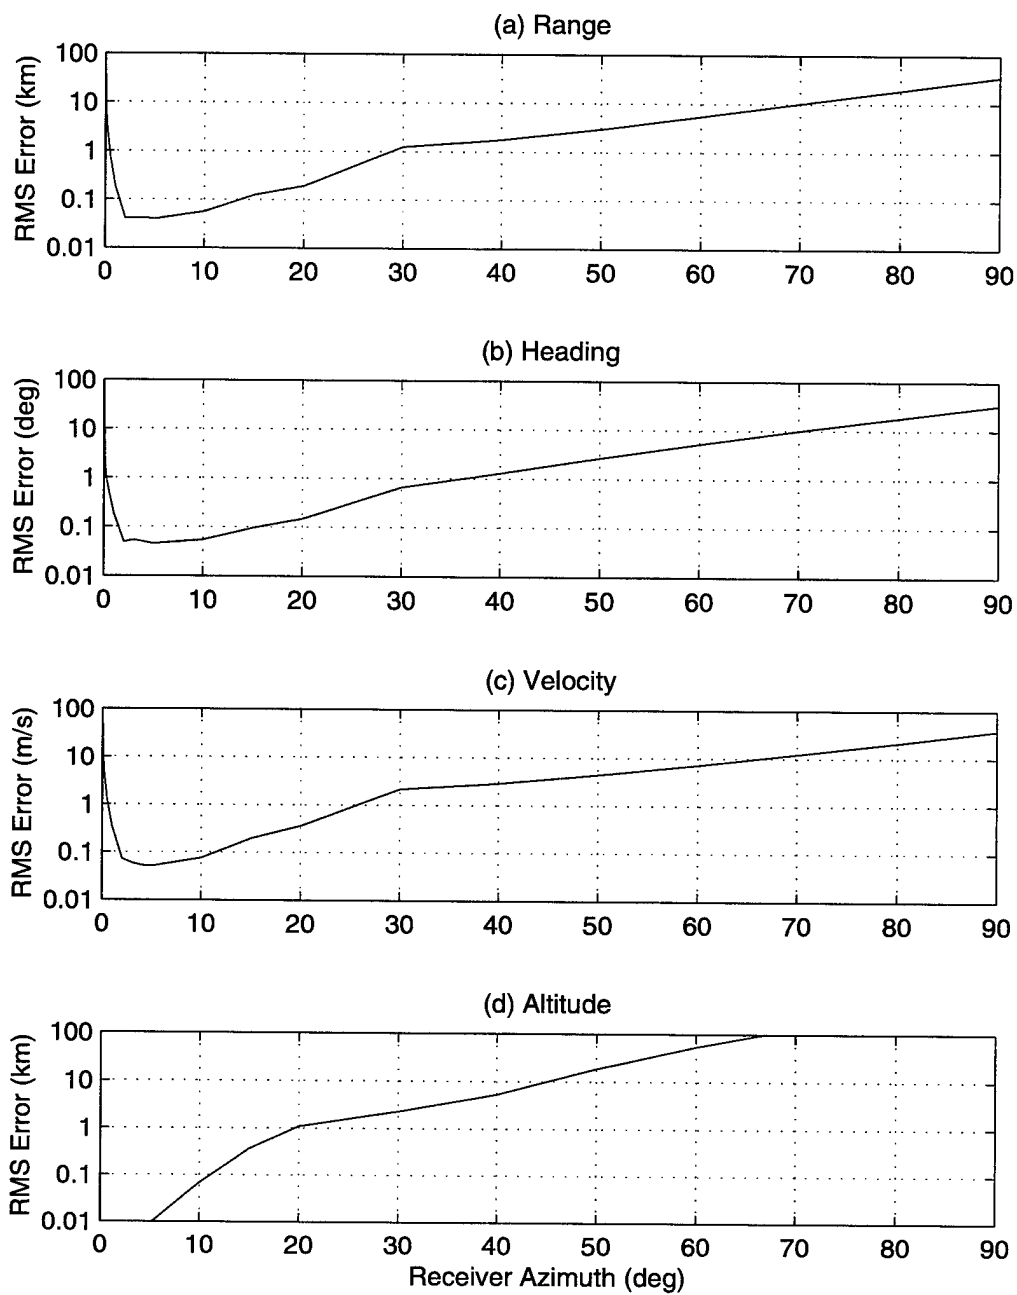 (a) Range
RMS Error (km)
100
10
1
0.1
0.01
0 10 20 30 40 50 60 70 80 90
(b) Heading
RMS Error (deg)
100
10
1
0.1
0.01
0 10 20 30 40 50 60 70 80 90
(c) Velocity
RMS Error (m/s)
100
10
1
0.1
0.01
0 10 20 30 40 50 60 70 80 90
(d) Altitude
RMS Error (km)
100
10
1
0.1
0.01
0 10 20 30 40 50 60 70 80 90
Receiver Azimuth (deg)